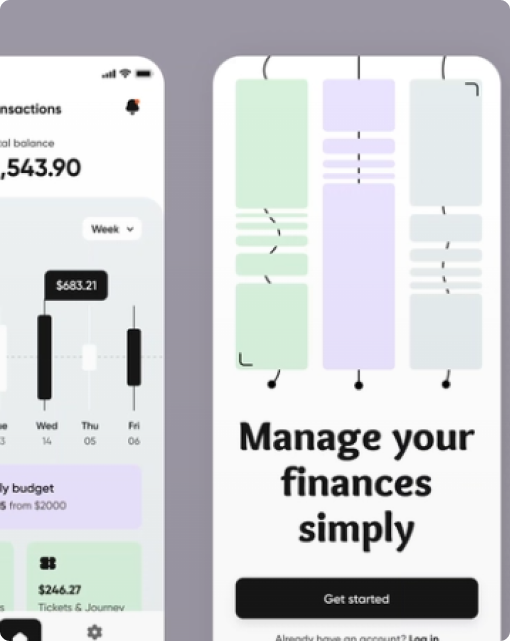 nsactions
tal balance
,543.90
Week
$683.21
ue Wed Thu Fri
3 14 05 06
ly budget
5 from $2000
$246.27
s Tickets & Journey
Manage your
finances
simply
Get started
Already have an account? Log in